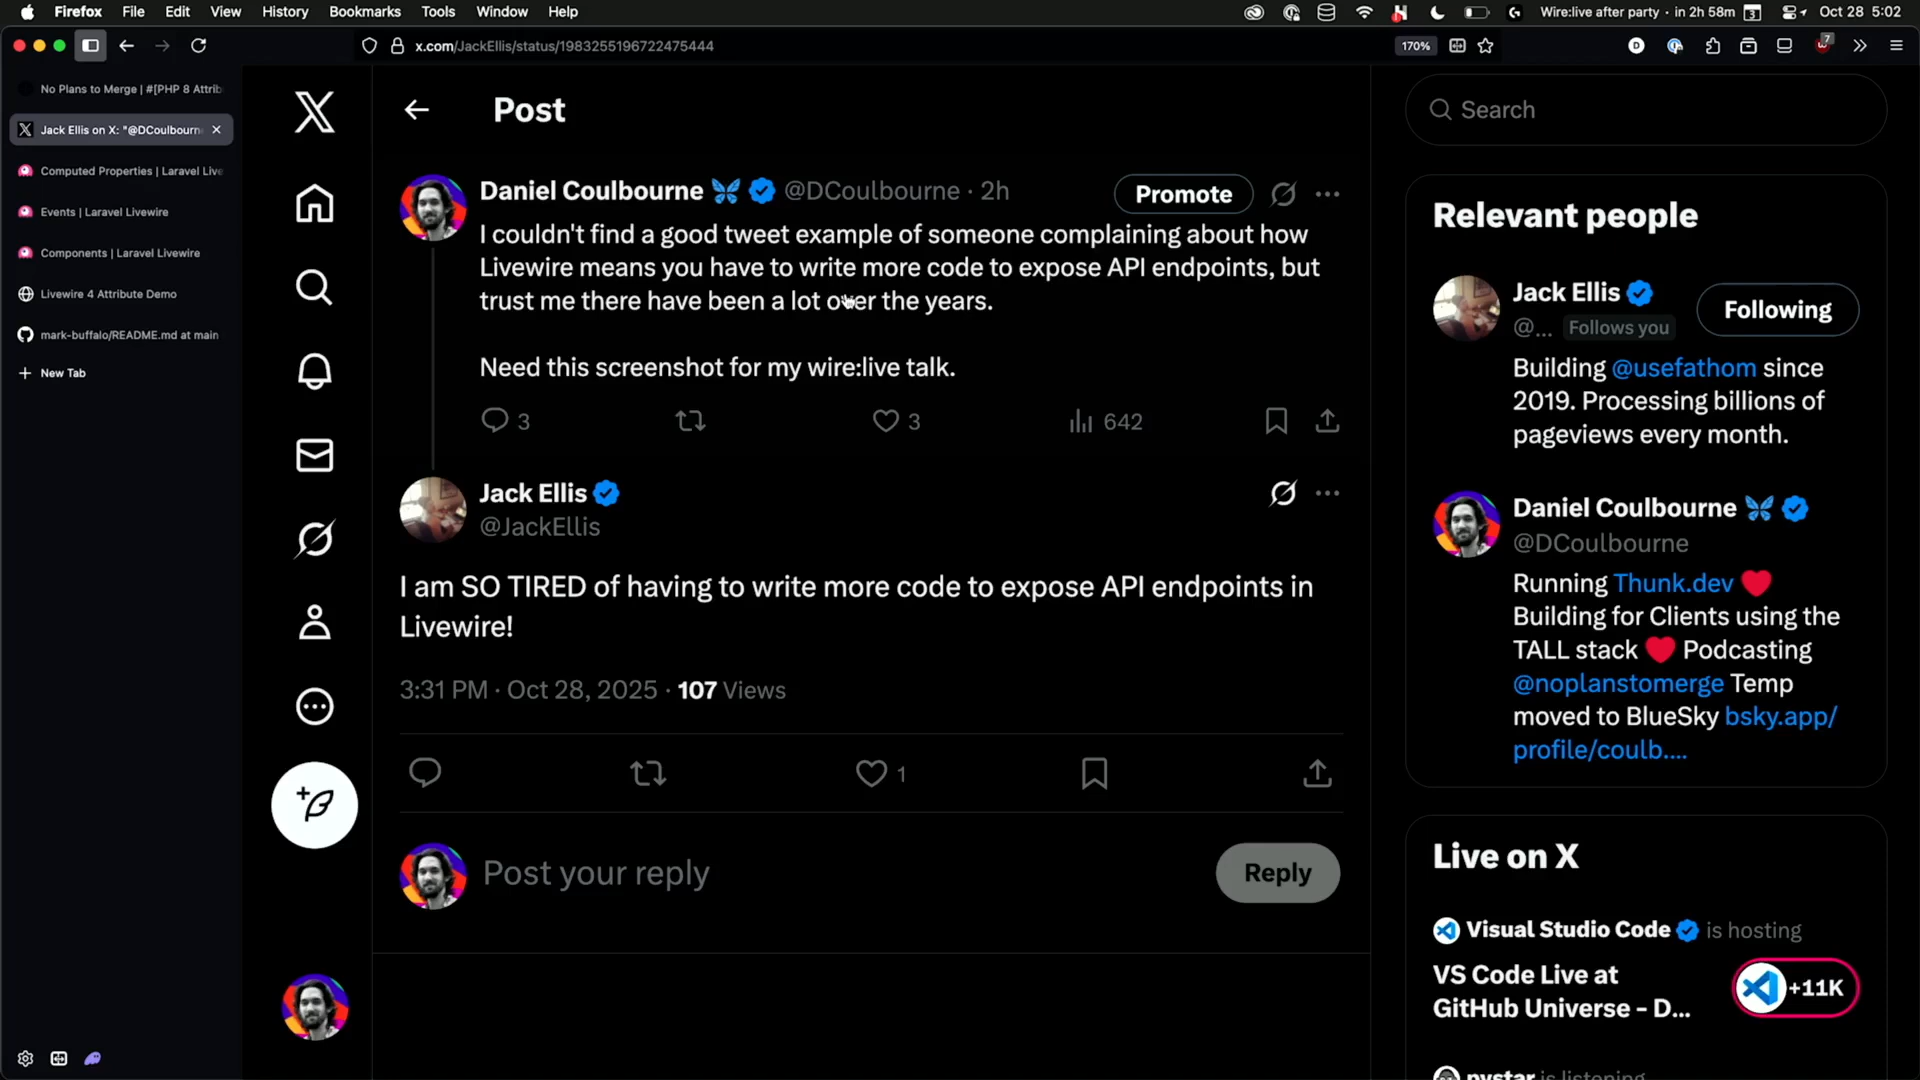 Firefox File Edit View History Bookmarks Tools Window Help
Wire:live after party · in 2h 58m 3 Oct 28 5:02
x.com/JackEllis/status/1983255196722475444
170%
7
No Plans to Merge | #[PHP 8 Attrib
Jack Ellis on X: "@DCoulbourn
Computed Properties | Laravel Live
Events | Laravel Livewire
Components | Laravel Livewire
Livewire 4 Attribute Demo
mark-buffalo/README.md at main
New Tab
Post
Daniel Coulbourne 🦋 @DCoulbourne · 2h
Promote
I couldn't find a good tweet example of someone complaining about how
Livewire means you have to write more code to expose API endpoints, but
trust me there have been a lot over the years.
Need this screenshot for my wire:live talk.
3
3
642
Jack Ellis
@JackEllis
I am SO TIRED of having to write more code to expose API endpoints in
Livewire!
3:31 PM · Oct 28, 2025 · 107 Views
1
Post your reply
Reply
Search
Relevant people
Jack Ellis
@... Follows you
Following
Building @usefathom since
2019. Processing billions of
pageviews every month.
Daniel Coulbourne 🦋
@DCoulbourne
Running Thunk.dev ❤️
Building for Clients using the
TALL stack ❤️ Podcasting
@noplanstomerge Temp
moved to BlueSky bsky.app/
profile/coulb....
Live on X
Visual Studio Code is hosting
VS Code Live at
GitHub Universe - D...
+11K
is listening